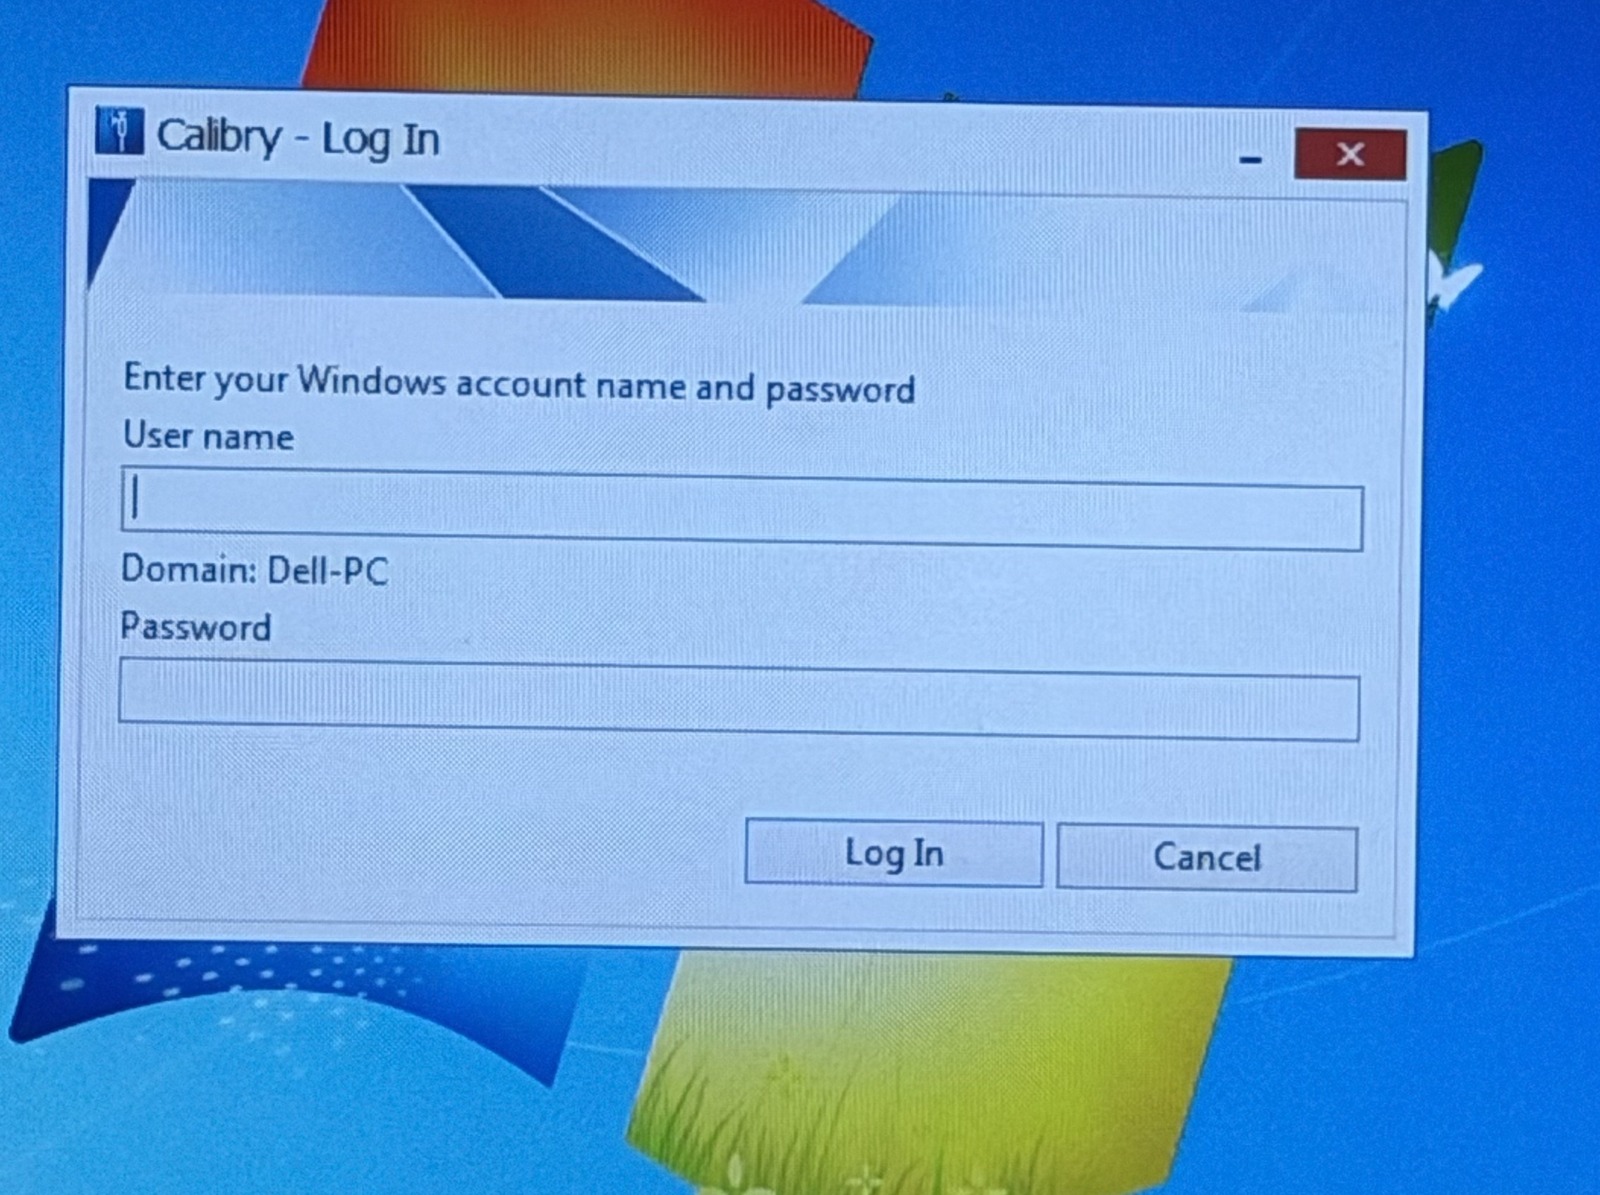 Calibry - Log In
Enter your Windows account name and password
User name
Domain: Dell-PC
Password
Log In
Cancel